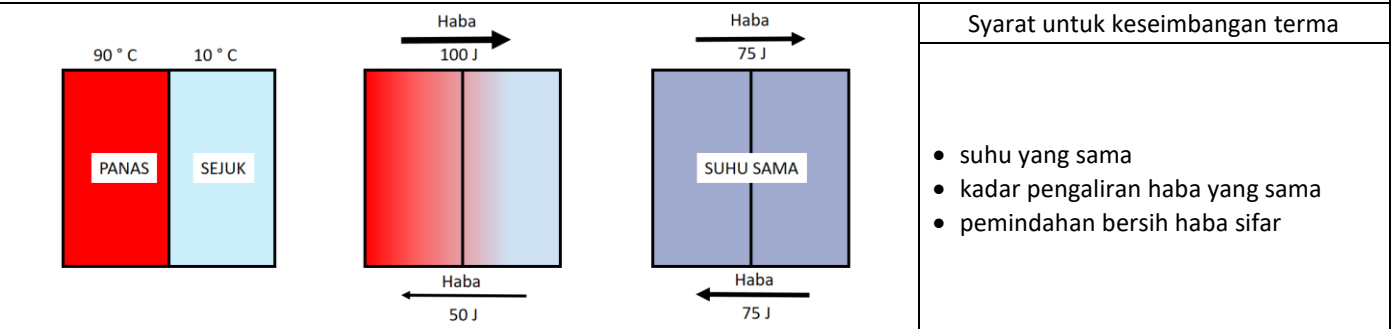 90 ° C
10 ° C
PANAS
SEJUK
Haba
100 J
Haba
50 J
Haba
75 J
SUHU SAMA
Haba
75 J
Syarat untuk keseimbangan terma
• suhu yang sama
• kadar pengaliran haba yang sama
• pemindahan bersih haba sifar